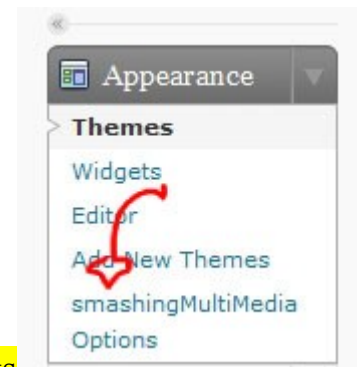 Appearance
Themes
Widgets
Editor
Add New Themes
smashingMultiMedia
Options